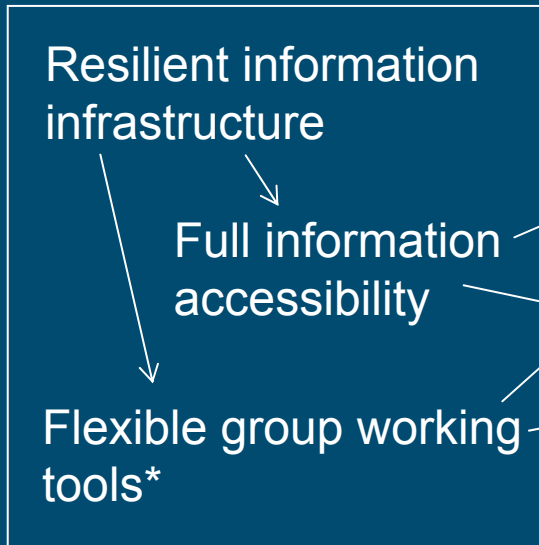 Resilient information
infrastructure
Full information
accessibility
Flexible group working
tools*